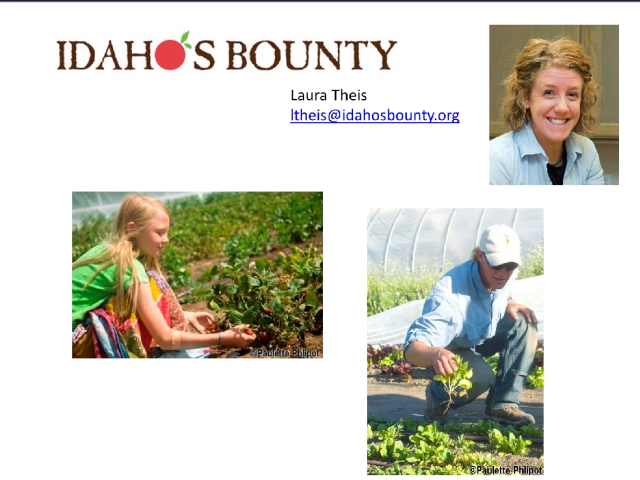 IDAHO'S BOUNTY
Laura Theis
ltheis@idahosbounty.org
©Paulette Phlipot
©Paulette Phlipot